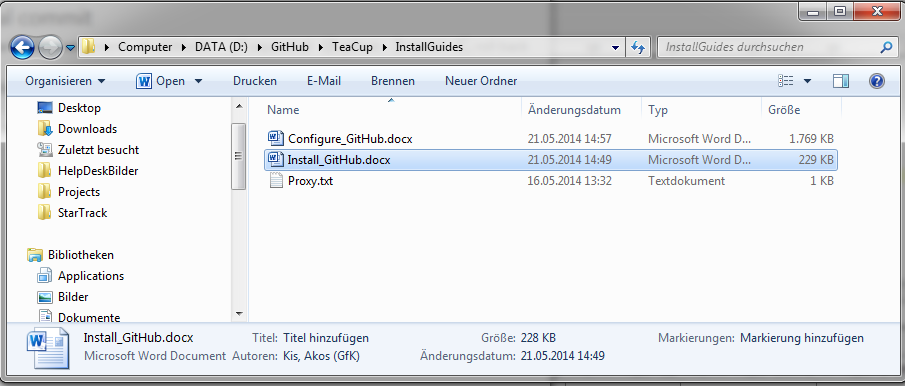 Computer DATA (D:) GitHub TeaCup InstallGuides InstallGuides durchsuchen
Organisieren Open Drucken E-Mail Brennen Neuer Ordner
Desktop
Downloads
Zuletzt besucht
HelpDeskBilder
Projects
StarTrack
Bibliotheken
Applications
Bilder
Dokumente
Name Änderungsdatum Typ Größe
Configure_GitHub.docx 21.05.2014 14:57 Microsoft Word D... 1.769 KB
Install_GitHub.docx 21.05.2014 14:49 Microsoft Word D... 229 KB
Proxy.txt 16.05.2014 13:32 Textdokument 1 KB
Install_GitHub.docx Titel: Titel hinzufügen Größe: 228 KB Markierungen: Markierung hinzufügen
Microsoft Word Document Autoren: Kis, Akos (GfK) Änderungsdatum: 21.05.2014 14:49